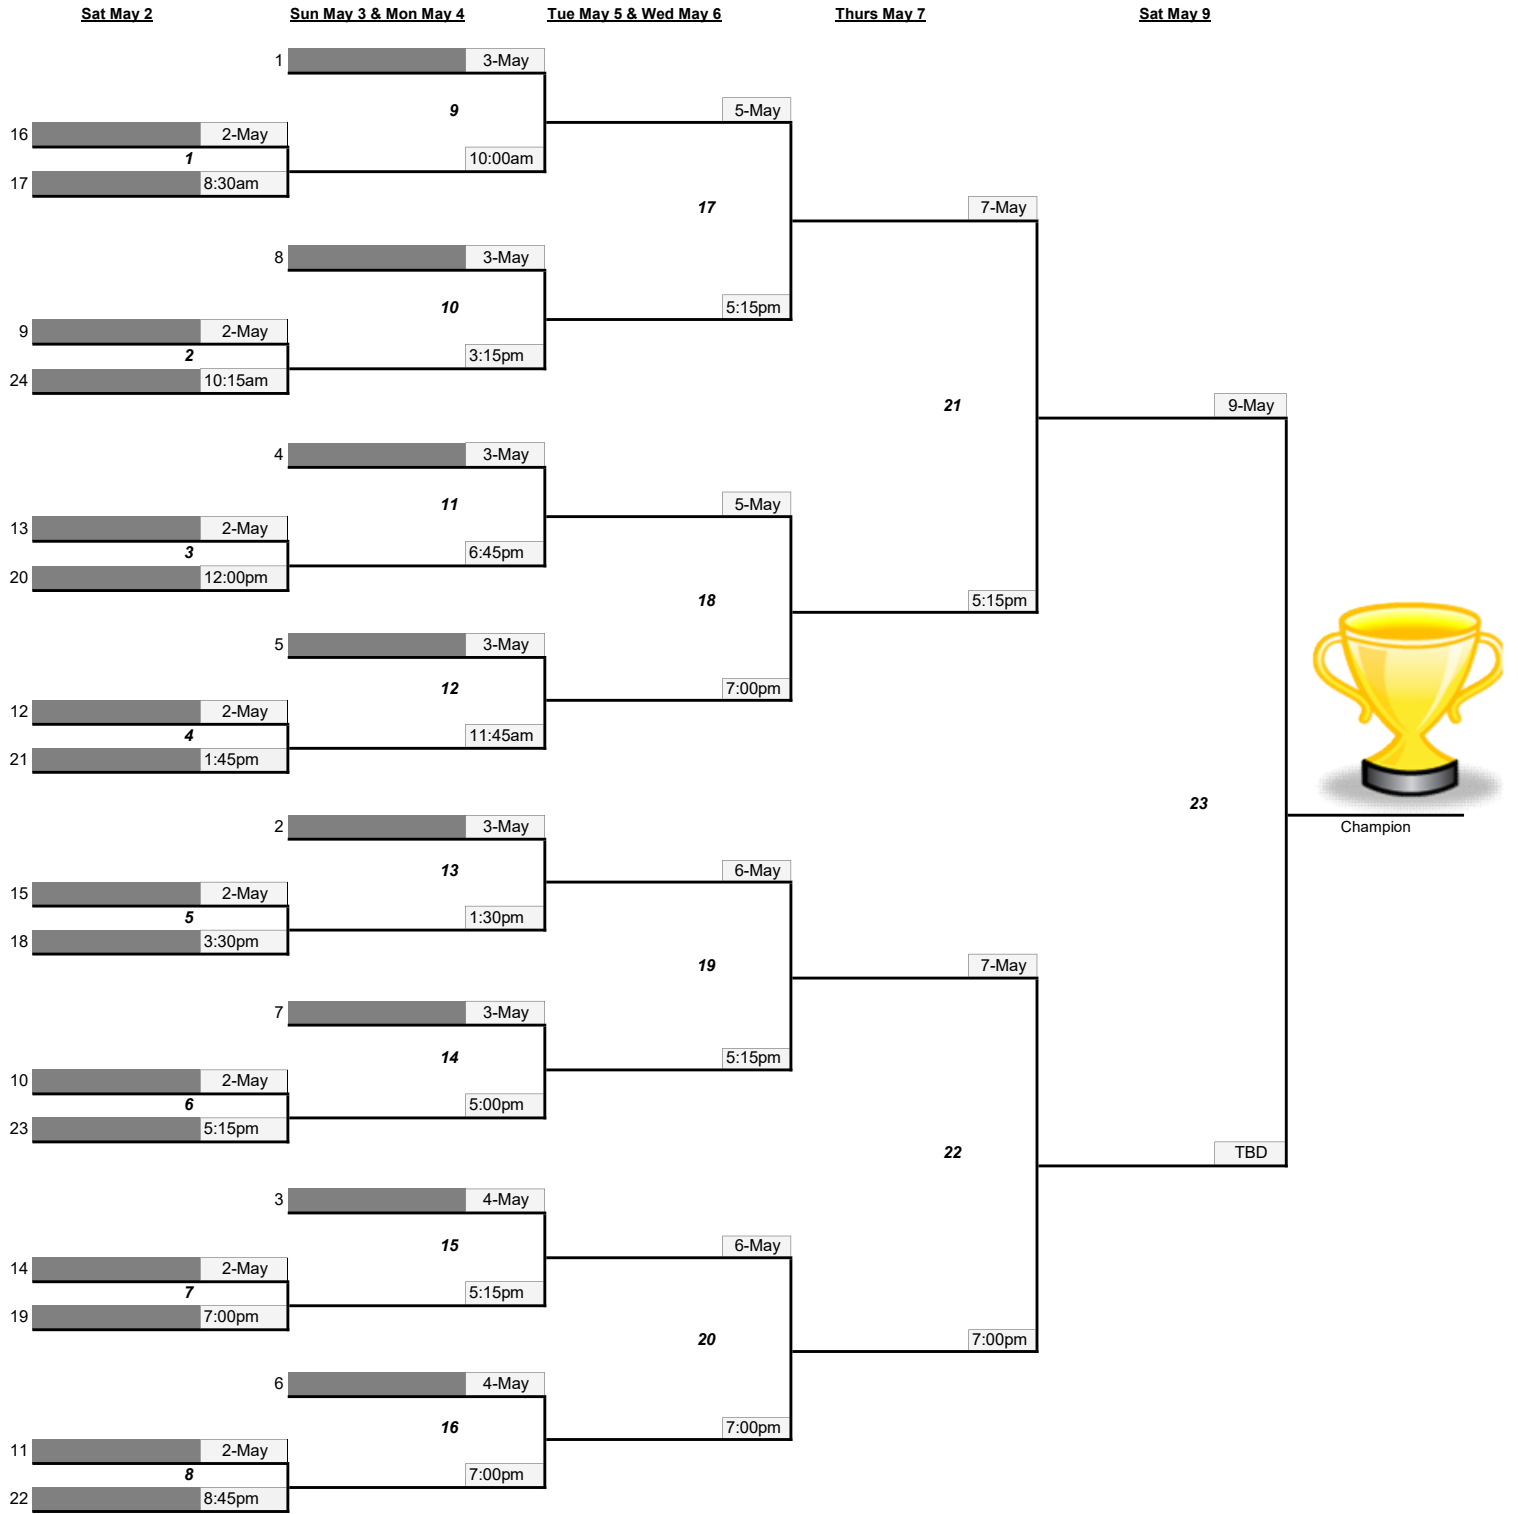 Sat May 2
Sun May 3 & Mon May 4
Tue May 5 & Wed May 6
Thurs May 7
Sat May 9
1
3-May
9
5-May
16
2-May
1
10:00am
17
8:30am
17
7-May
8
3-May
10
5:15pm
9
2-May
2
3:15pm
24
10:15am
21
9-May
4
3-May
11
5-May
13
2-May
3
6:45pm
20
12:00pm
18
5:15pm
5
3-May
12
7:00pm
12
2-May
4
11:45am
21
1:45pm
23
2
3-May
Champion
13
6-May
15
2-May
5
1:30pm
18
3:30pm
19
7-May
7
3-May
14
5:15pm
10
2-May
6
5:00pm
23
5:15pm
22
TBD
3
4-May
15
6-May
14
2-May
7
5:15pm
19
7:00pm
20
7:00pm
6
4-May
16
7:00pm
11
2-May
8
7:00pm
22
8:45pm